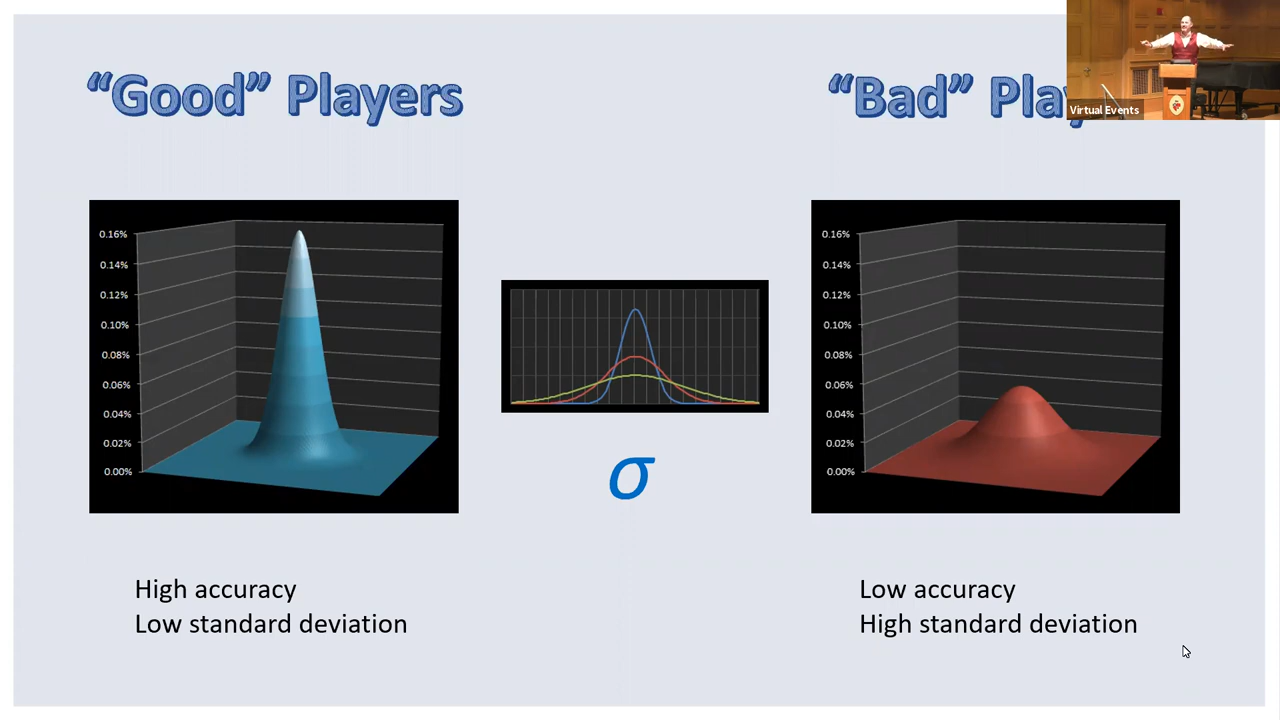 “Good” Players
“Bad”
Virtual Events
0.16%
0.14%
0.12%
0.10%
0.08%
0.06%
0.04%
0.02%
0.00%
σ
0.16%
0.14%
0.12%
0.10%
0.08%
0.06%
0.04%
0.02%
0.00%
High accuracy
Low standard deviation
Low accuracy
High standard deviation